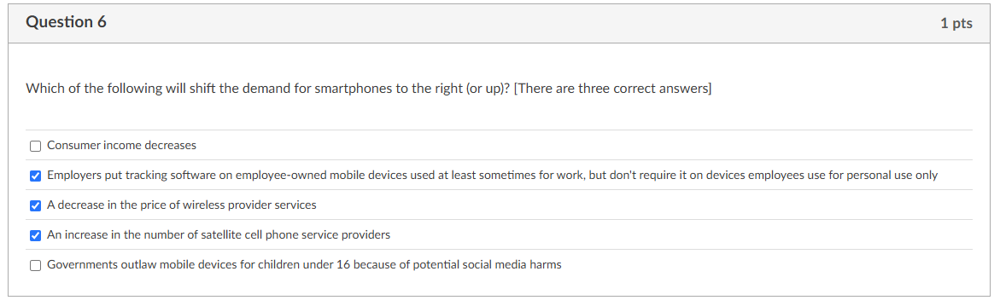 Question 6
1 pts
Which of the following will shift the demand for smartphones to the right (or up)? [There are three correct answers]
Consumer income decreases
Employers put tracking software on employee-owned mobile devices used at least sometimes for work, but don't require it on devices employees use for personal use only
A decrease in the price of wireless provider services
An increase in the number of satellite cell phone service providers
Governments outlaw mobile devices for children under 16 because of potential social media harms